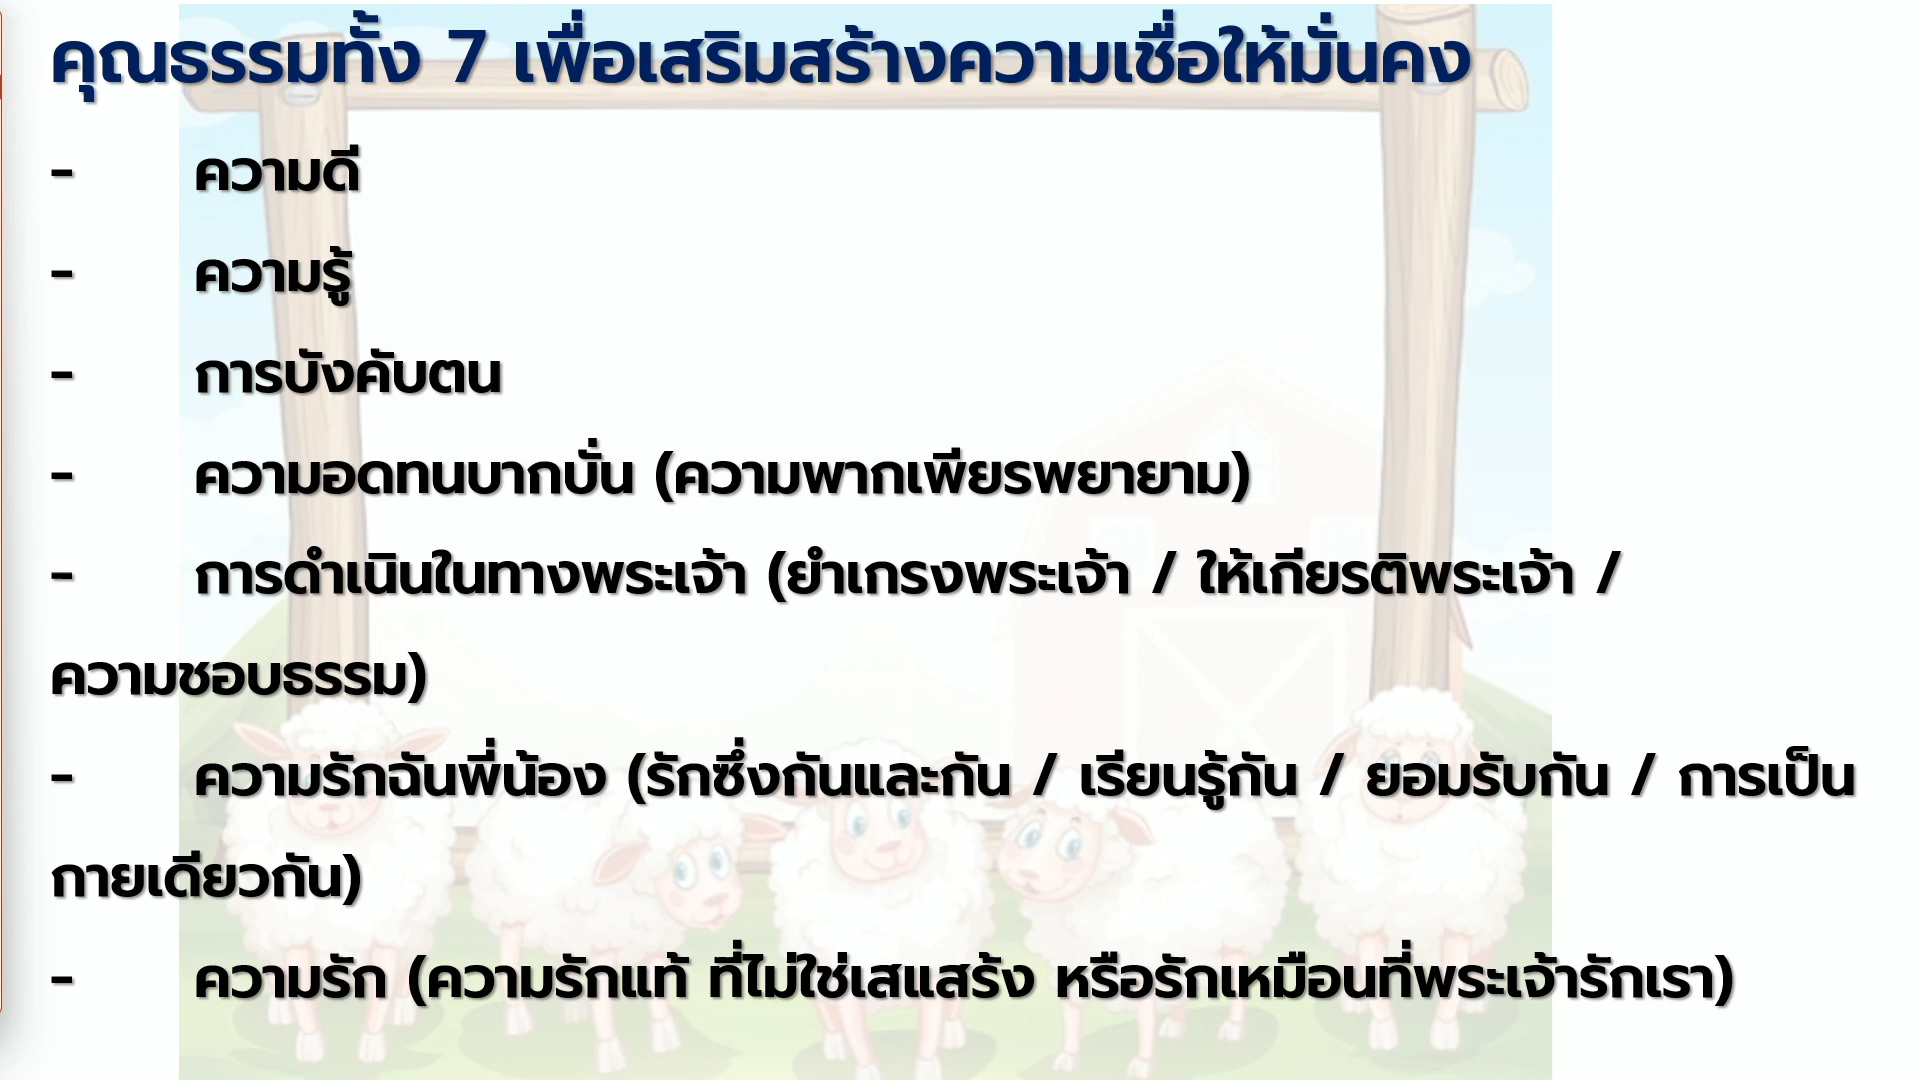 คุณธรรมทั้ง 7 เพื่อเสริมสร้างความเชื่อให้มั่นคง
- ความดี
- ความรู้
- การบังคับตน
- ความอดทนบากบั่น (ความพากเพียรพยายาม)
- การดำเนินในทางพระเจ้า (ยำเกรงพระเจ้า / ให้เกียรติพระเจ้า /
ความชอบธรรม)
- ความรักฉันพี่น้อง (รักซึ่งกันและกัน / เรียนรู้กัน / ยอมรับกัน / การเป็น
กายเดียวกัน)
- ความรัก (ความรักแท้ ที่ไม่ใช่เสแสร้ง หรือรักเหมือนที่พระเจ้ารักเรา)